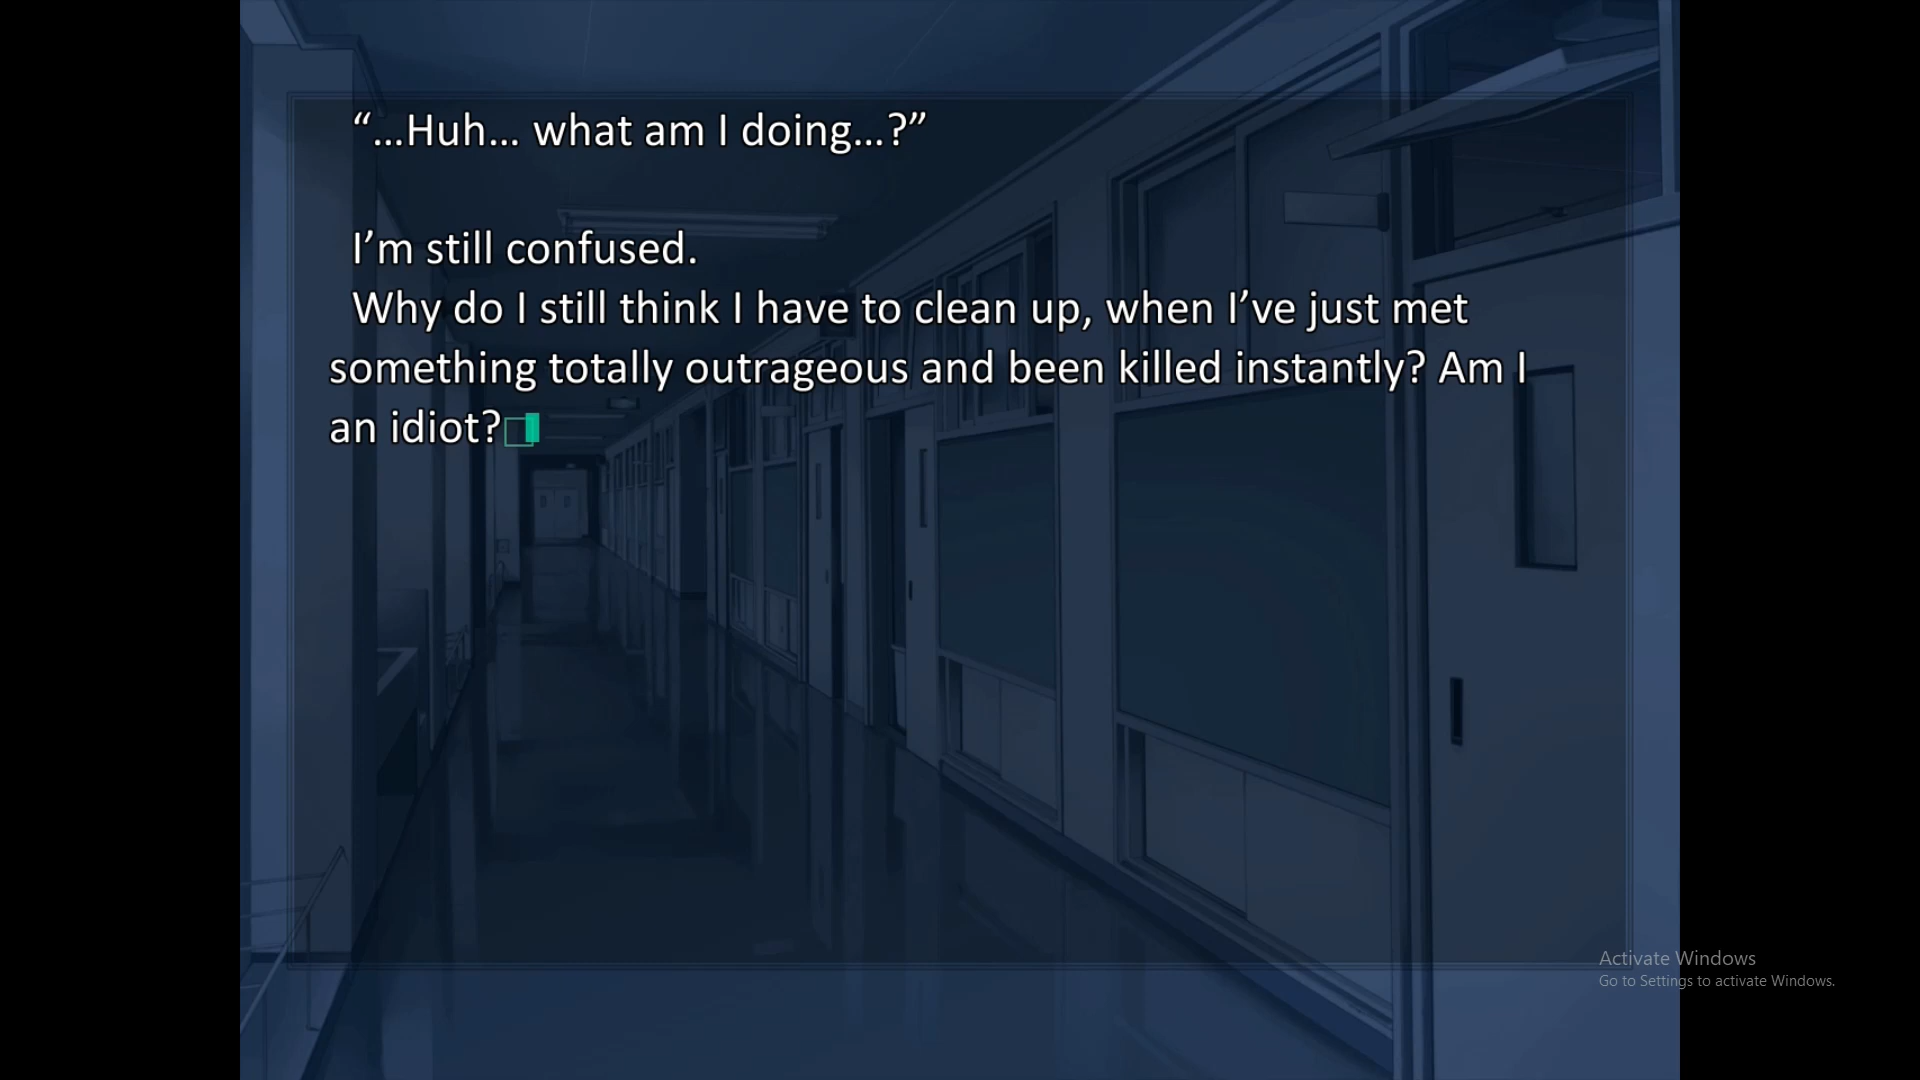 “…Huh… what am I doing…?”
I’m still confused.
Why do I still think I have to clean up, when I’ve just met
something totally outrageous and been killed instantly? Am I
an idiot?
Activate Windows
Go to Settings to activate Windows.